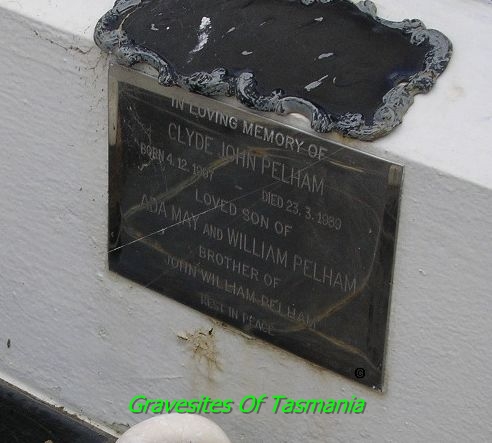 IN LOVING MEMORY OF
CLYDE JOHN PELHAM
BORN 4. 12. 1907 - DIED 23. 3. 1989
LOVED SON OF
ADA MAY AND WILLIAM PELHAM
BROTHER OF
JOHN WILLIAM PELHAM
REST IN PEACE
©
Gravesites Of Tasmania